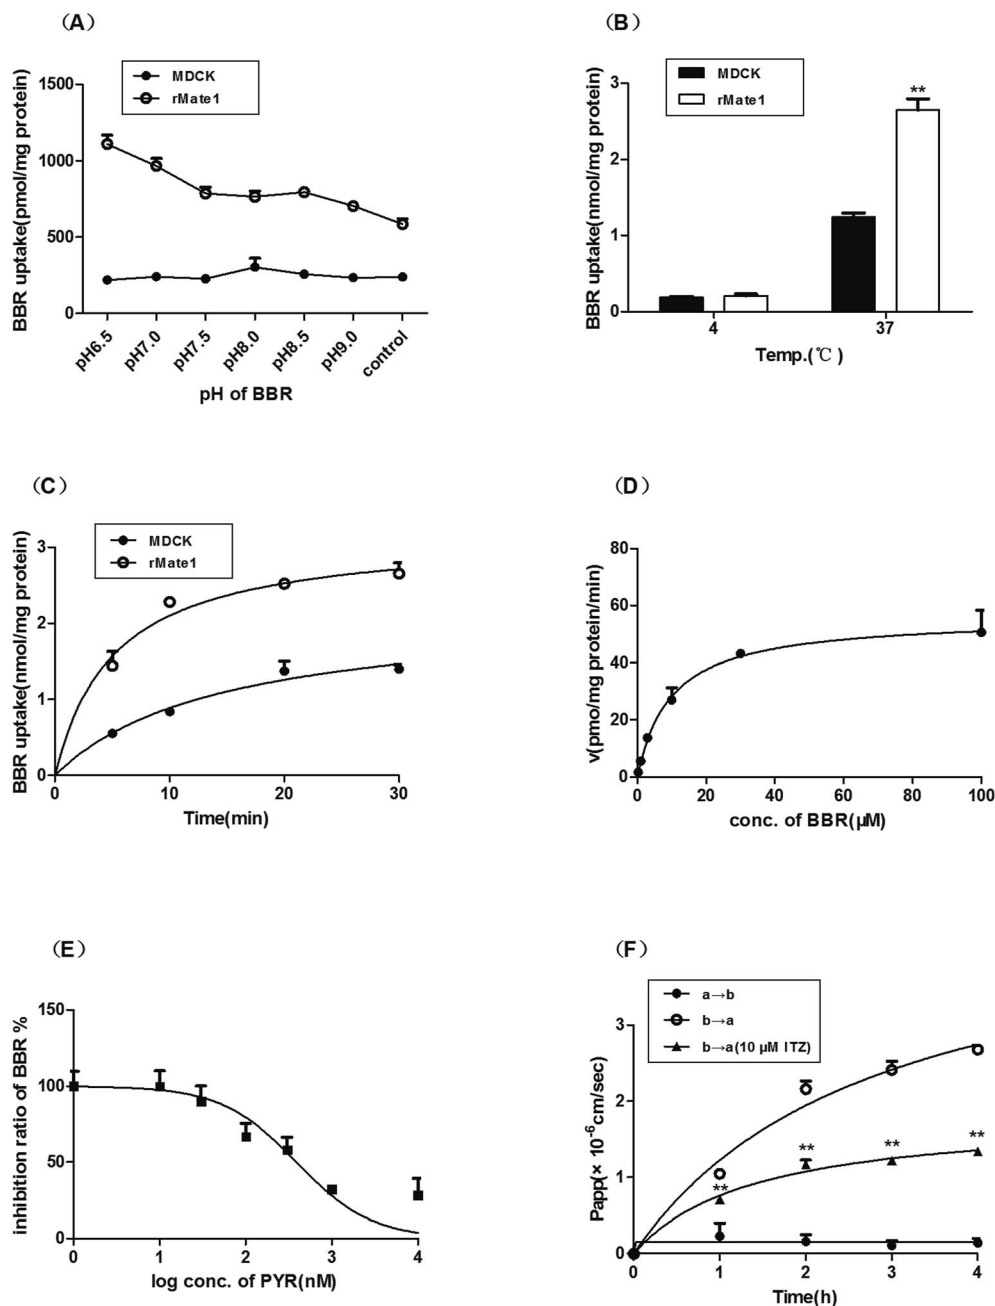 (A)
MDCK
rMate1
BBR uptake(pmol/mg protein)
1500
1000
500
0
pH6.5
pH7.0
pH7.5
pH8.0
pH8.5
pH9.0
control
pH of BBR
(B)
MDCK
rMate1
BBR uptake(nmol/mg protein)
3
2
1
0
**
4
37
Temp.(℃)
(C)
MDCK
rMate1
BBR uptake(nmol/mg protein)
3
2
1
0
0
10
20
30
Time(min)
(D)
v(pmo/mg protein/min)
80
60
40
20
0
0
20
40
60
80
100
conc. of BBR(µM)
(E)
inhibition ratio of BBR %
150
100
50
0
0
1
2
3
4
log conc. of PYR(nM)
(F)
a→b
b→a
b→a(10 µM ITZ)
Papp(× 10⁻⁶cm/sec)
3
2
1
0
**
**
**
**
0
1
2
3
4
Time(h)